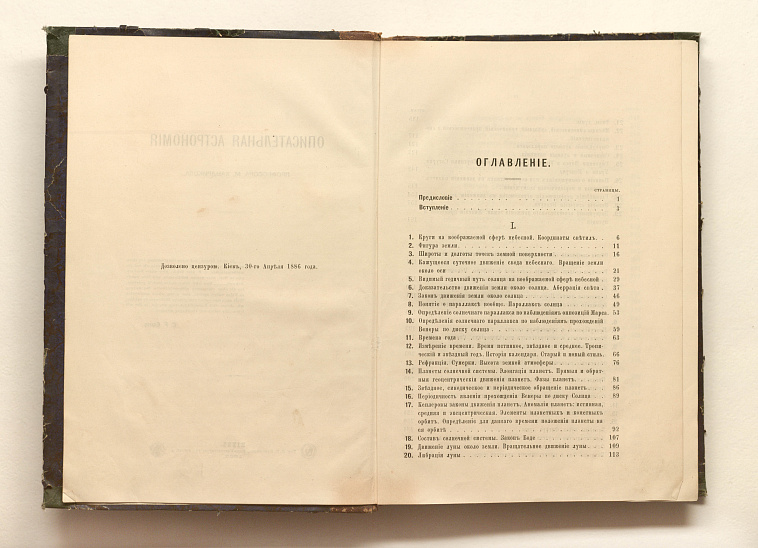 Дозволено цензурою. Кіевъ, 30-го Апрѣля 1886 года.
ОГЛАВЛЕНІЕ.
СТРАНИЦЫ.
Предисловіе 1
Вступленіе 3
I.
1. Круги на воображаемой сферѣ небесной. Координаты свѣтилъ. 6
2. Фигура земли. 11
3. Широты и долготы точекъ земной поверхности 16
4. Кажущееся суточное движеніе свода небеснаго. Вращеніе земли
около оси 21
5. Видимый годичный путь солнца на воображаемой сферѣ небесной 29
6. Доказательство движенія земли около солнца. Аберрація свѣта. 37
7. Законъ движенія земли около солнца 46
8. Понятіе о параллаксѣ вообще. Параллаксъ солнца 49
9. Опредѣленіе солнечнаго параллакса по наблюденіямъ оппозицій Марса 53
10. Опредѣленія солнечнаго параллакса по наблюденіямъ прохожденій
Венеры по диску солнца 59
11. Времена года 63
12. Измѣреніе времени. Время истинное, звѣздное и среднее. Тропи-
ческій и звѣздный годъ. Исторія календаря. Старый и новый стиль. 66
13. Рефракція. Сумерки. Высота земной атмосферы. 76
14. Планеты солнечной системы. Элонгація планетъ. Прямыя и обрат-
ныя геоцентрическія движенія планетъ. Фазы планетъ. 81
15. Звѣздное, синодическое и періодическое обращеніе планетъ. 86
16. Періодичность явленія прохожденія Венеры по диску Солнца 89
17. Кеплеровы законы движенія планетъ. Аномаліи планетъ: истинная,
средняя и эксцентрическая. Элементы планетныхъ и кометныхъ
орбитъ. Опредѣленіе для даннаго времени положенія планеты на
ея орбитѣ 92
18. Составъ солнечной системы. Законъ Боде 107
19. Движеніе луны около земли. Вращательное движеніе луны. 109
20. Либрація луны 113